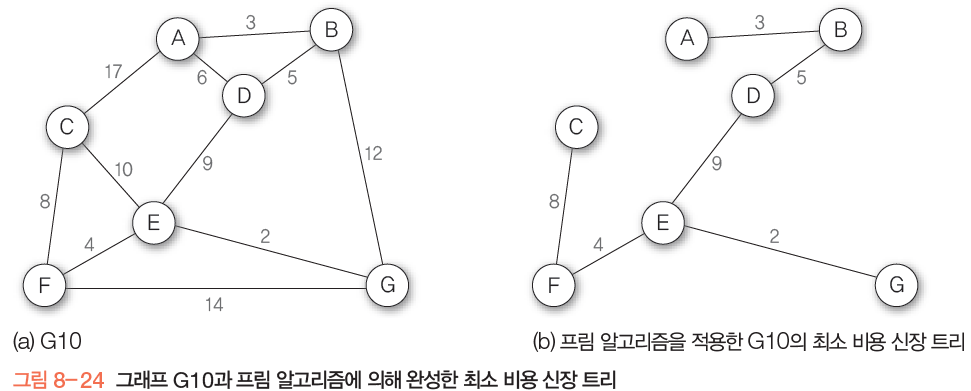 A 3 B
17 6 5
D
C
10 9 12
8
E
4 2
F G
14
A 3 B
5
D
C
9
8
E
4 2
F G
(a) G10
(b) 프림 알고리즘을 적용한 G10의 최소 비용 신장 트리
그림 8-24 그래프 G10과 프림 알고리즘에 의해 완성한 최소 비용 신장 트리